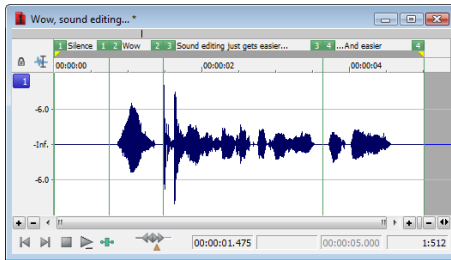 Wow, sound editing... *
1 Silence 1 2 Wow 2 3 Sound editing just gets easier... 3 4 ...And easier 4
00:00:00 00:00:02 00:00:04
1
-6.0
-Inf.
-6.0
00:00:01.475 00:00:05.000 1:512